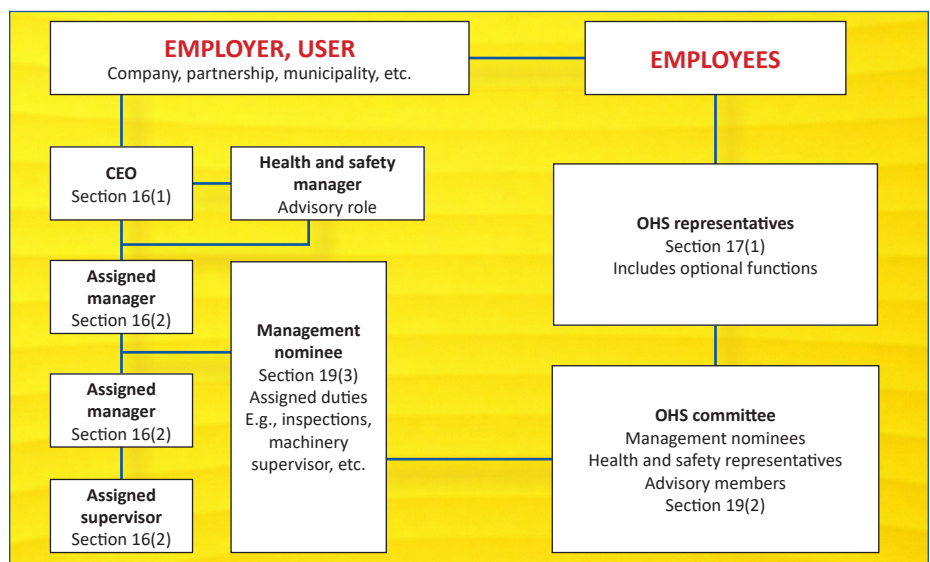 EMPLOYER, USER
Company, partnership, municipality, etc.
EMPLOYEES
CEO
Section 16(1)
Health and safety
manager
Advisory role
OHS representatives
Section 17(1)
Includes optional functions
Assigned
manager
Section 16(2)
Management
nominee
Section 19(3)
Assigned duties
E.g., inspections,
machinery
supervisor, etc.
Assigned
manager
Section 16(2)
OHS committee
Management nominees
Health and safety representatives
Advisory members
Section 19(2)
Assigned
supervisor
Section 16(2)